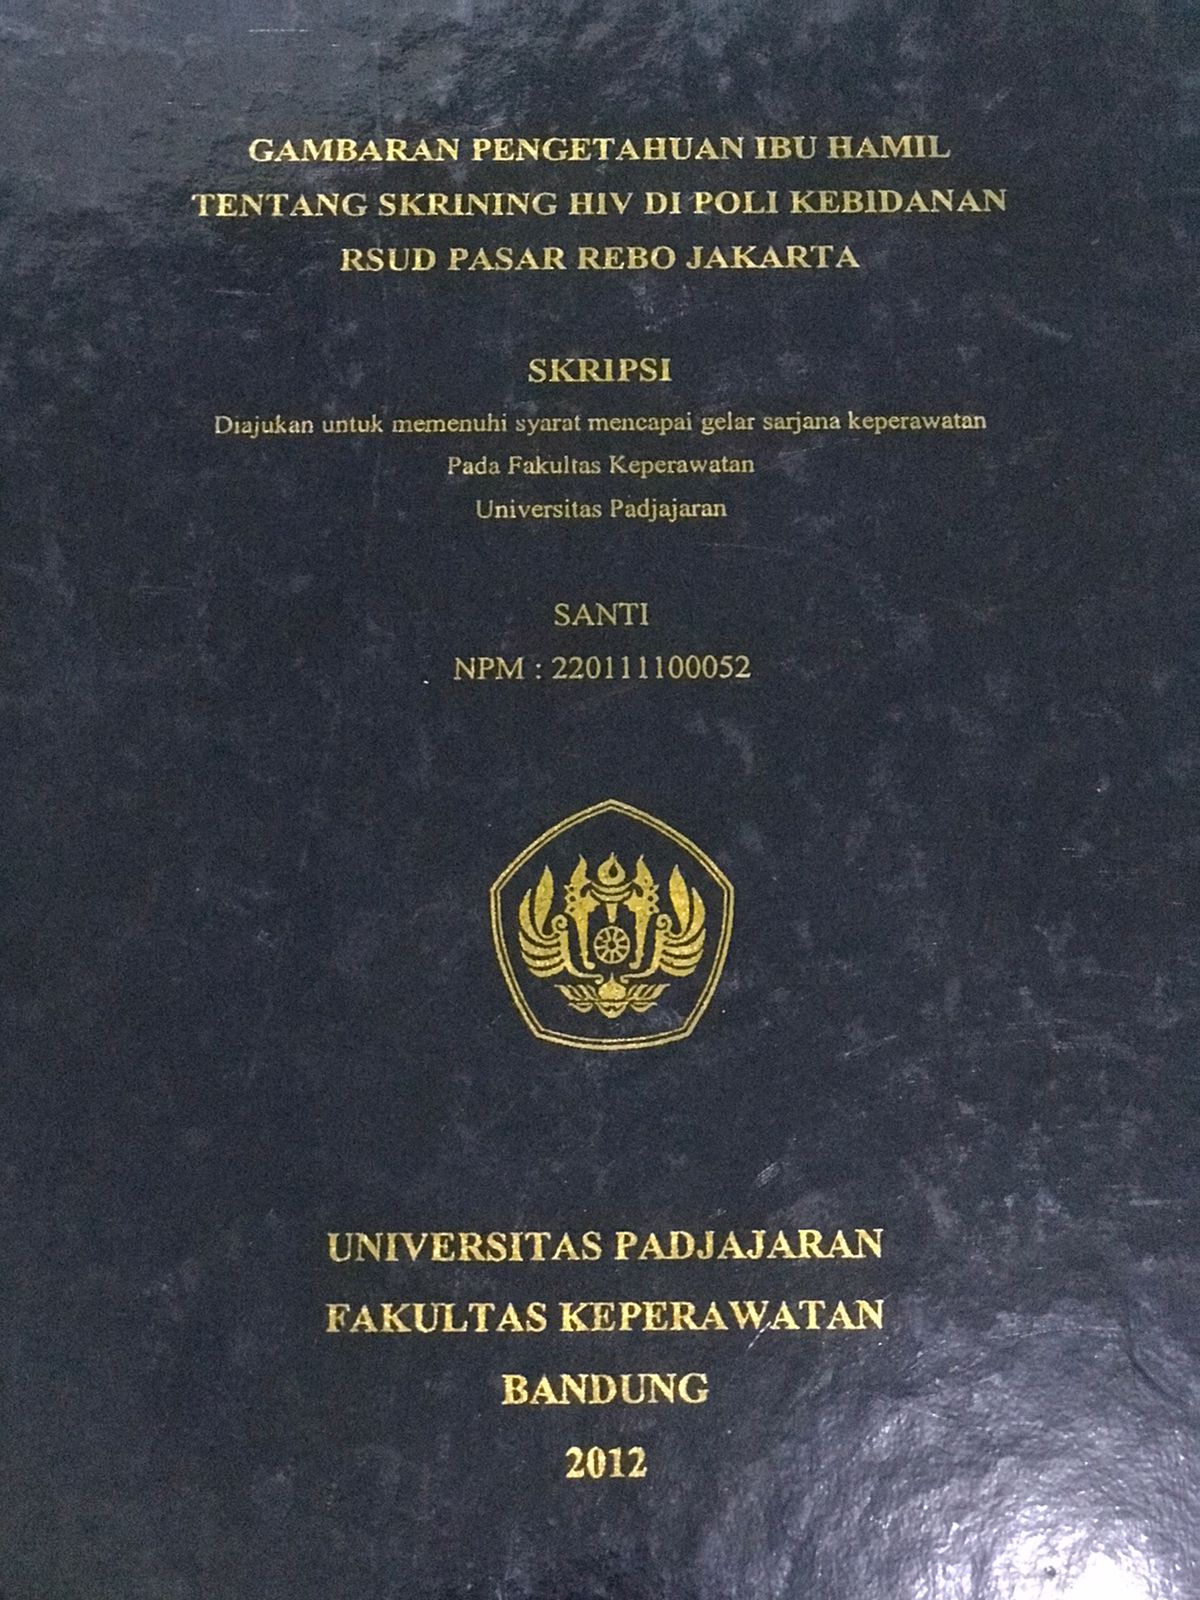 GAMBARAN PENGETAHUAN IBU HAMIL
TENTANG SKRINING HIV DI POLI KEBIDANAN
RSUD PASAR REBO JAKARTA
SKRIPSI
Diajukan untuk memenuhi syarat mencapai gelar sarjana keperawatan
Pada Fakultas Keperawatan
Universitas Padjajaran
SANTI
NPM : 220111100052
UNIVERSITAS PADJAJARAN
FAKULTAS KEPERAWATAN
BANDUNG
2012